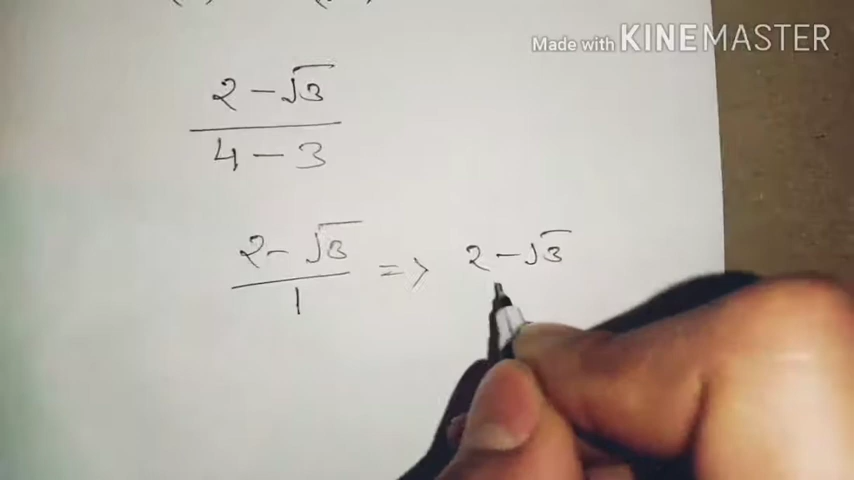 Made with KINEMASTER
2 - √3
4 - 3
2 - √3 => 2 - √3
1